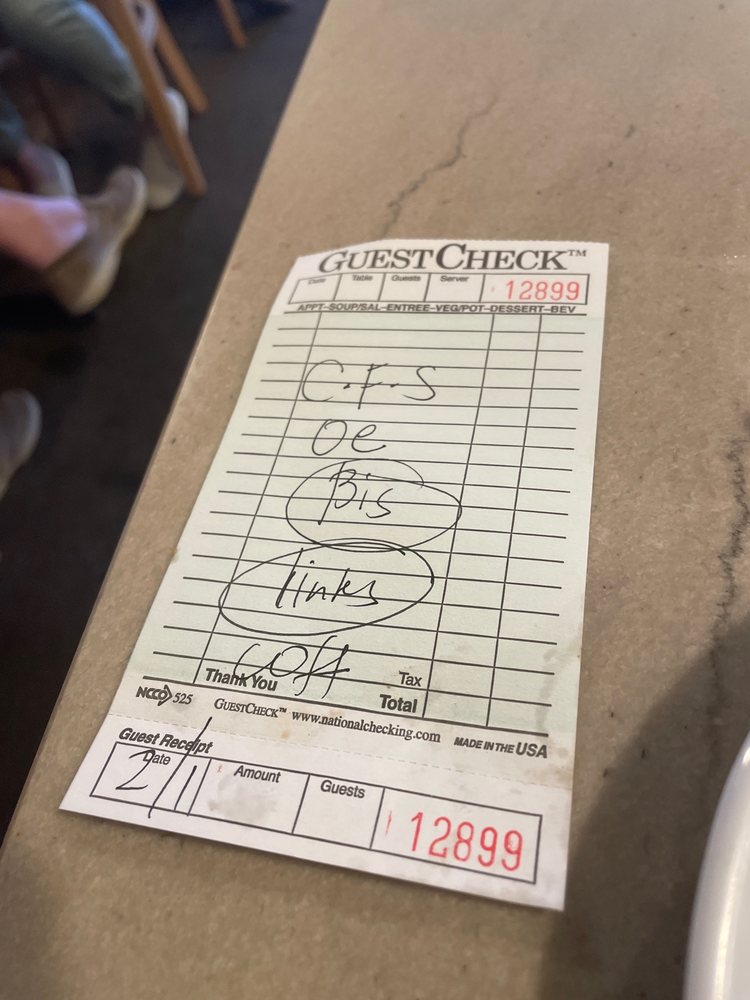 GUESTCHECK™
Date Table Guests Server 12899
APPT-SOUP/SAL-ENTREE-VEG/POT-DESSERT-BEV
C.F.S
oe
Bis
links
coff
Thank You Tax
Total
NCCO 525 GUESTCHECK™ www.nationalchecking.com MADE IN THE USA
Guest Receipt
Date Amount Guests 12899
2/11